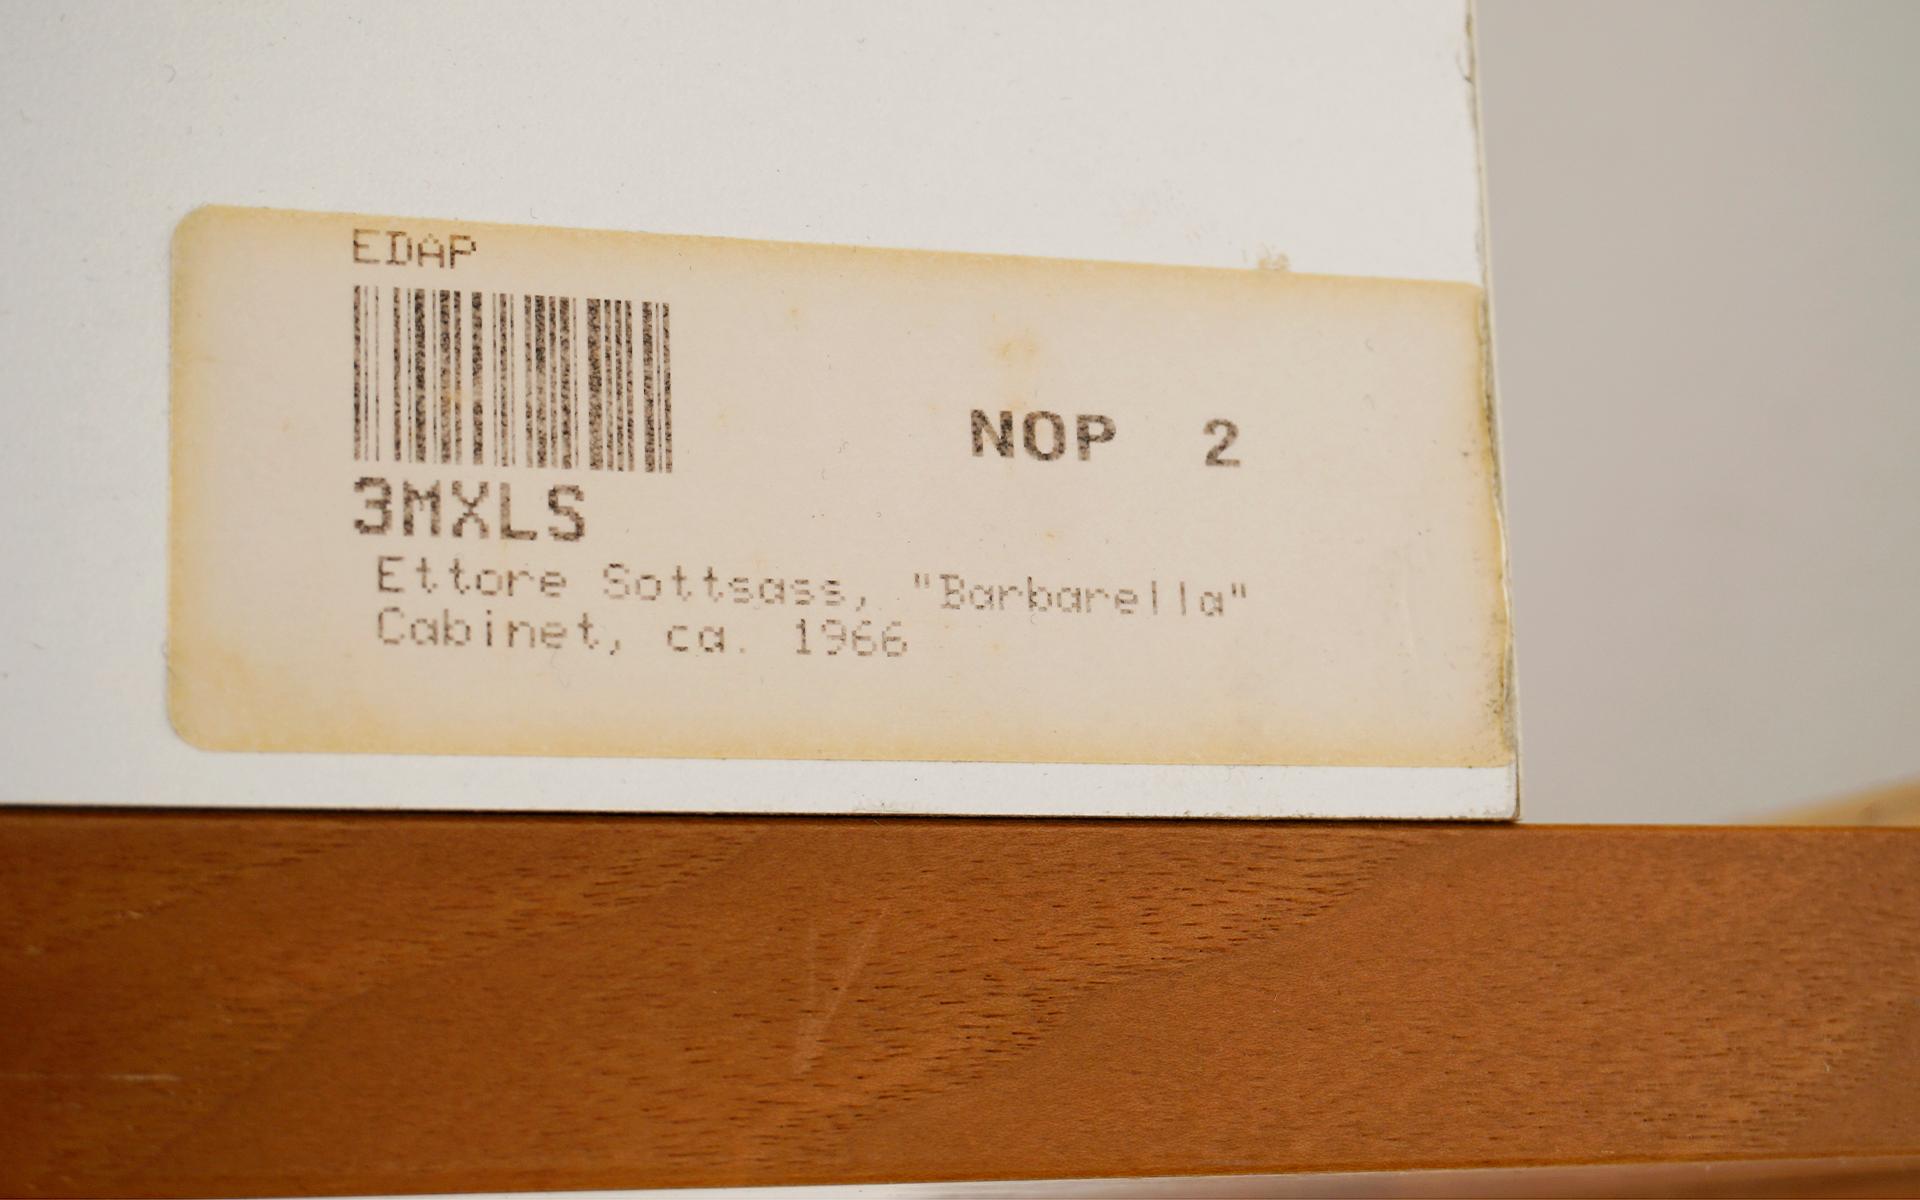 EDAP
NOP 2
3MXLS
Ettore Sottsass, "Barbarella"
Cabinet, ca. 1966